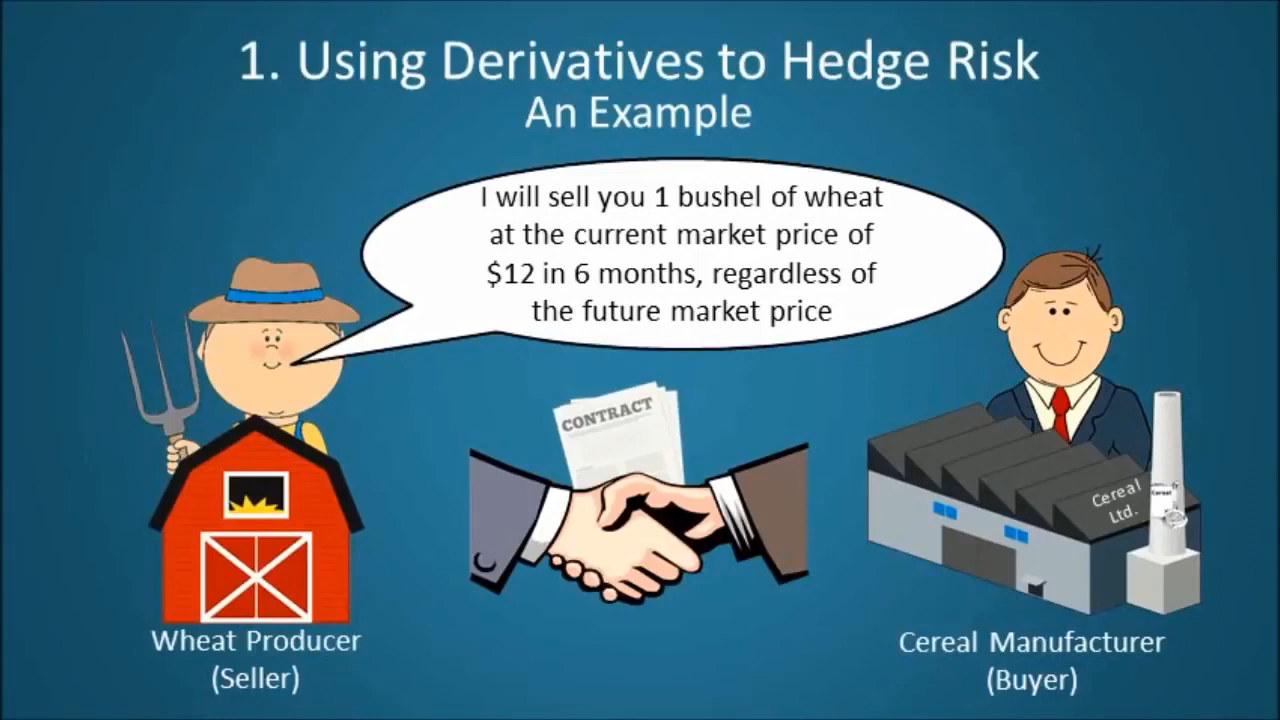 1. Using Derivatives to Hedge Risk
An Example
I will sell you 1 bushel of wheat
at the current market price of
$12 in 6 months, regardless of
the future market price
CONTRACT
Cereal
Ltd.
Cereal
Wheat Producer
(Seller)
Cereal Manufacturer
(Buyer)